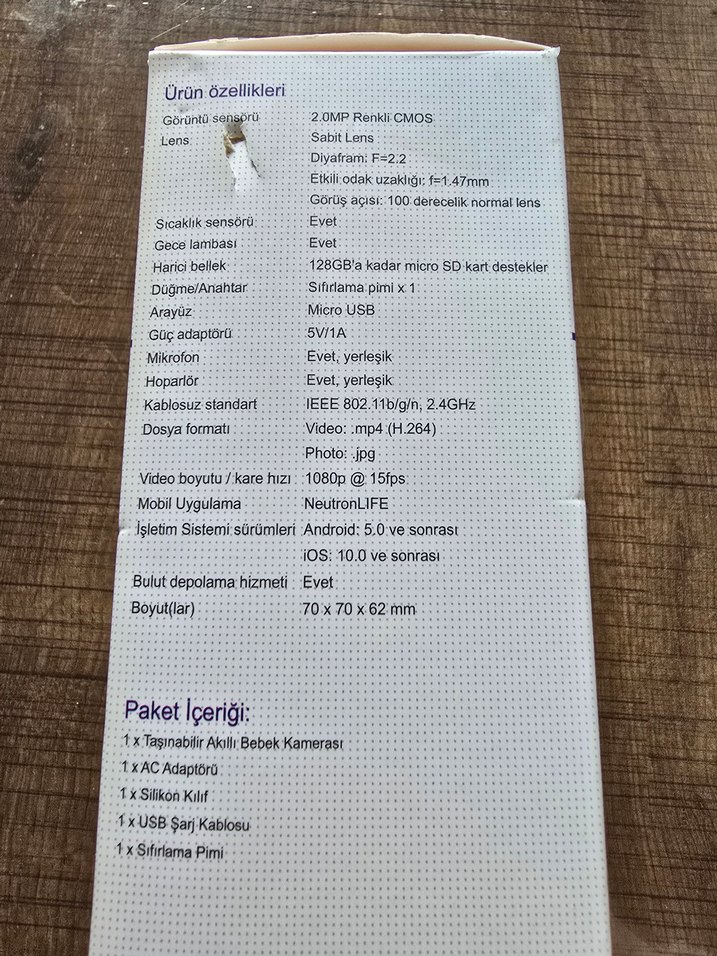 Ürün özellikleri
Görüntü sensörü 2.0MP Renkli CMOS
Lens Sabit Lens
Diyafram: F=2.2
Etkili odak uzaklığı: f=1.47mm
Görüş açısı: 100 derecelik normal lens
Sıcaklık sensörü Evet
Gece lambası Evet
Harici bellek 128GB'a kadar micro SD kart destekler
Düğme/Anahtar Sıfırlama pimi x 1
Arayüz Micro USB
Güç adaptörü 5V/1A
Mikrofon Evet, yerleşik
Hoparlör Evet, yerleşik
Kablosuz standart IEEE 802.11b/g/n, 2.4GHz
Dosya formatı Video: .mp4 (H.264)
Photo: .jpg
Video boyutu / kare hızı 1080p @ 15fps
Mobil Uygulama NeutronLIFE
İşletim Sistemi sürümleri Android: 5.0 ve sonrası
iOS: 10.0 ve sonrası
Bulut depolama hizmeti Evet
Boyut(lar) 70 x 70 x 62 mm
Paket İçeriği:
1 x Taşınabilir Akıllı Bebek Kamerası
1 x AC Adaptörü
1 x Silikon Kılıf
1 x USB Şarj Kablosu
1 x Sıfırlama Pimi